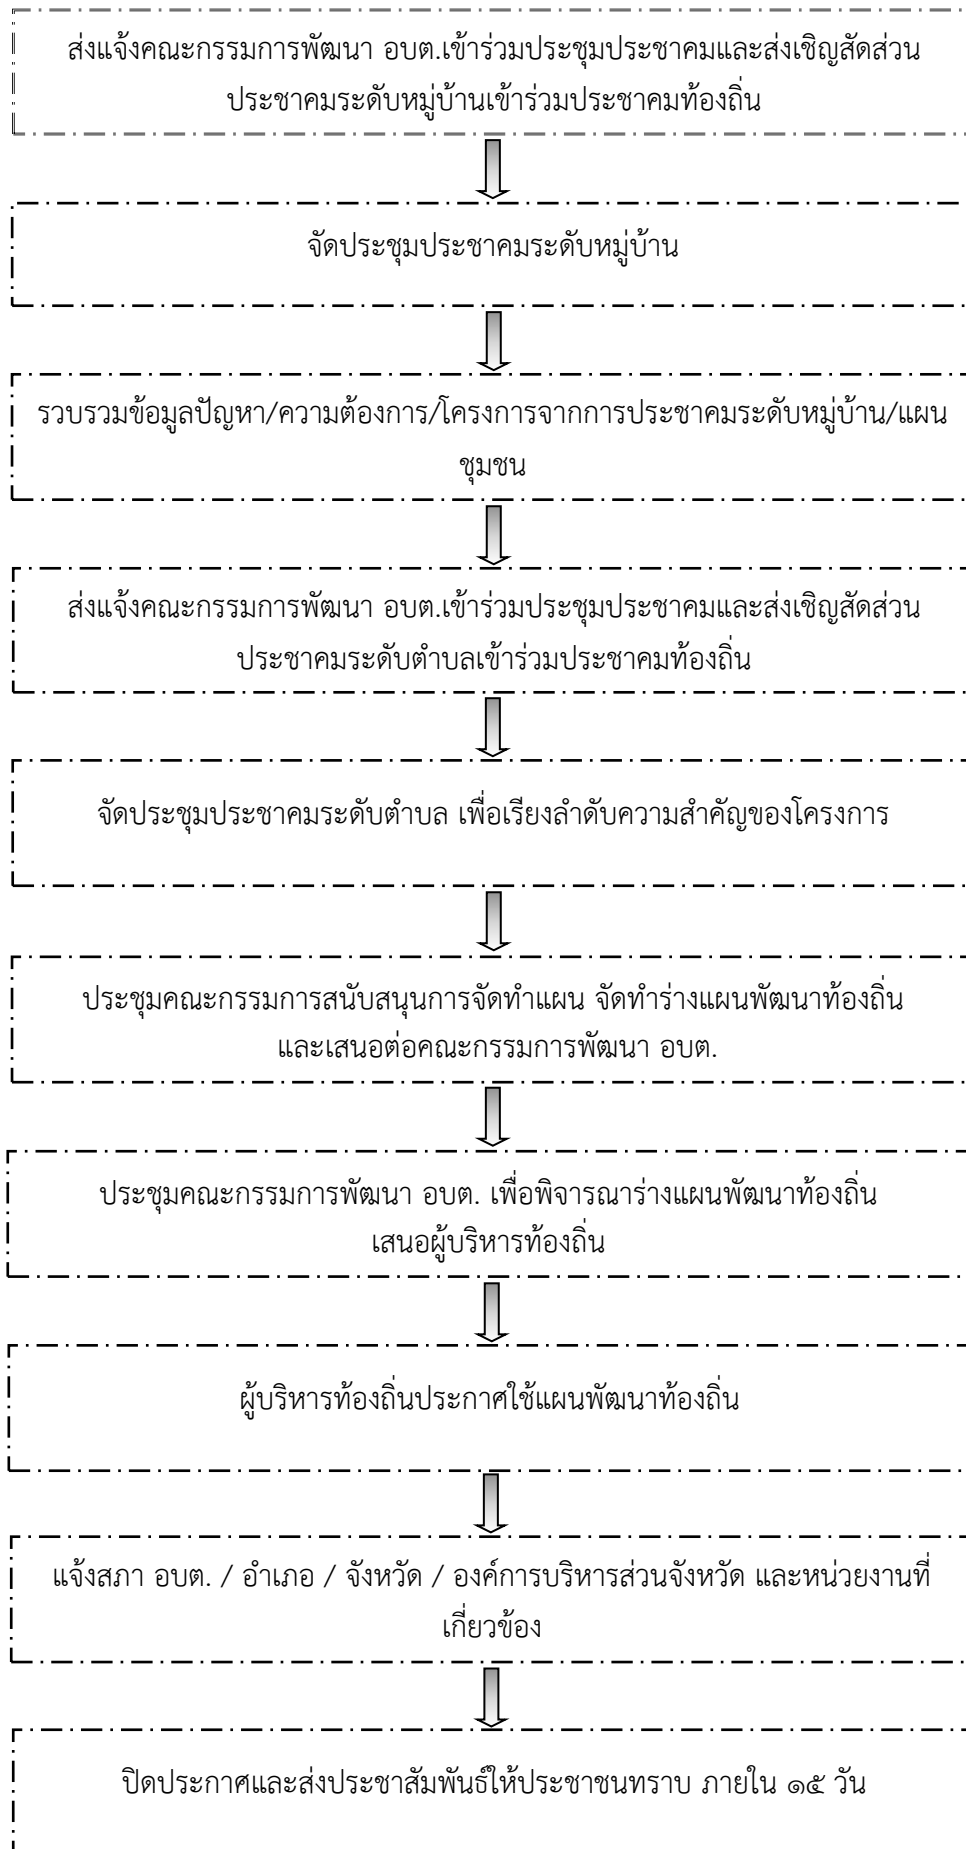 ส่งแจ้งคณะกรรมการพัฒนา อบต.เข้าร่วมประชุมประชาคมและส่งเชิญสัดส่วน
ประชาคมระดับหมู่บ้านเข้าร่วมประชาคมท้องถิ่น
จัดประชุมประชาคมระดับหมู่บ้าน
รวบรวมข้อมูลปัญหา/ความต้องการ/โครงการจากการประชาคมระดับหมู่บ้าน/แผน
ชุมชน
ส่งแจ้งคณะกรรมการพัฒนา อบต.เข้าร่วมประชุมประชาคมและส่งเชิญสัดส่วน
ประชาคมระดับตำบลเข้าร่วมประชาคมท้องถิ่น
จัดประชุมประชาคมระดับตำบล เพื่อเรียงลำดับความสำคัญของโครงการ
ประชุมคณะกรรมการสนับสนุนการจัดทำแผน จัดทำร่างแผนพัฒนาท้องถิ่น
และเสนอต่อคณะกรรมการพัฒนา อบต.
ประชุมคณะกรรมการพัฒนา อบต. เพื่อพิจารณาร่างแผนพัฒนาท้องถิ่น
เสนอผู้บริหารท้องถิ่น
ผู้บริหารท้องถิ่นประกาศใช้แผนพัฒนาท้องถิ่น
แจ้งสภา อบต. / อำเภอ / จังหวัด / องค์การบริหารส่วนจังหวัด และหน่วยงานที่
เกี่ยวข้อง
ปิดประกาศและส่งประชาสัมพันธ์ให้ประชาชนทราบ ภายใน ๑๕ วัน